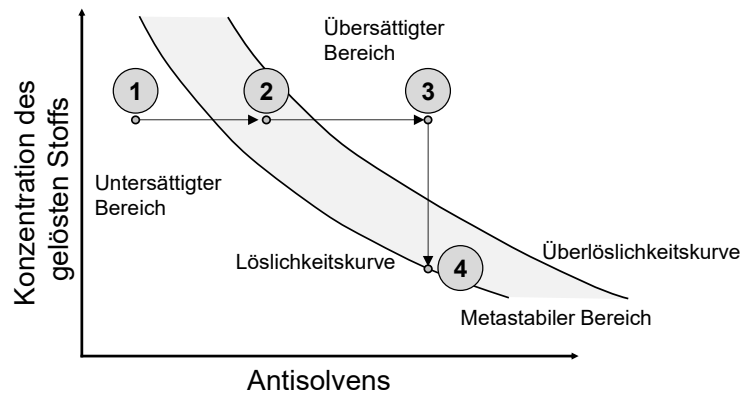 Konzentration des
gelösten Stoffs
Übersättigter
Bereich
1
2
3
Untersättigter
Bereich
Löslichkeitskurve
4
Überlöslichkeitskurve
Metastabiler Bereich
Antisolvens